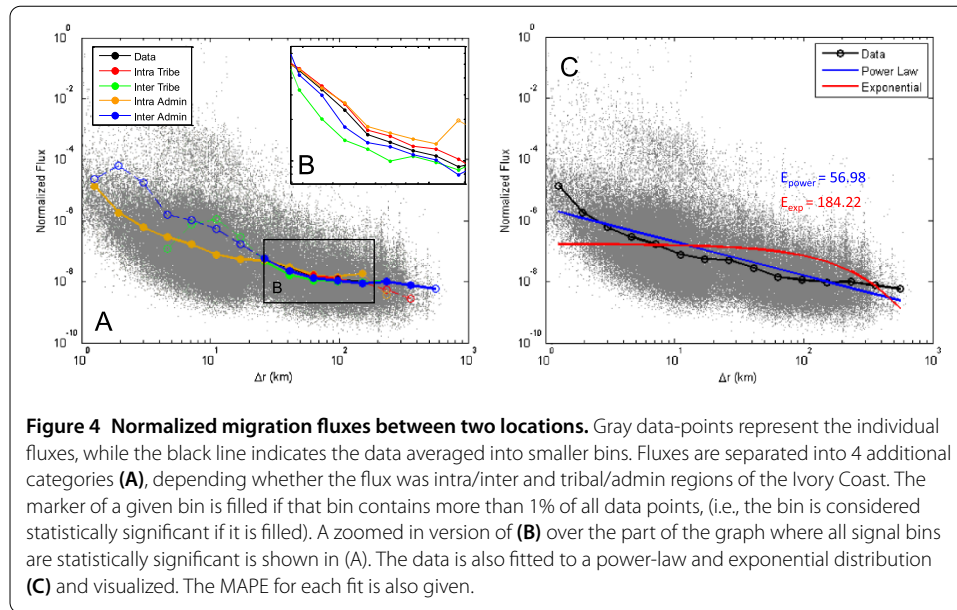 10^0
10^-2
10^-4
10^-6
10^-8
10^-10
Normalized Flux
Data
Intra Tribe
Inter Tribe
Intra Admin
Inter Admin
B
B
A
10^0
10^1
10^2
10^3
Δr (km)
10^0
10^-2
10^-4
10^-6
10^-8
10^-10
Normalized Flux
C
Data
Power Law
Exponential
E_power = 56.98
E_exp = 184.22
10^0
10^1
10^2
10^3
Δr (km)
Figure 4 Normalized migration fluxes between two locations. Gray data-points represent the individual
fluxes, while the black line indicates the data averaged into smaller bins. Fluxes are separated into 4 additional
categories (A), depending whether the flux was intra/inter and tribal/admin regions of the Ivory Coast. The
marker of a given bin is filled if that bin contains more than 1% of all data points, (i.e., the bin is considered
statistically significant if it is filled). A zoomed in version of (B) over the part of the graph where all signal bins
are statistically significant is shown in (A). The data is also fitted to a power-law and exponential distribution
(C) and visualized. The MAPE for each fit is also given.